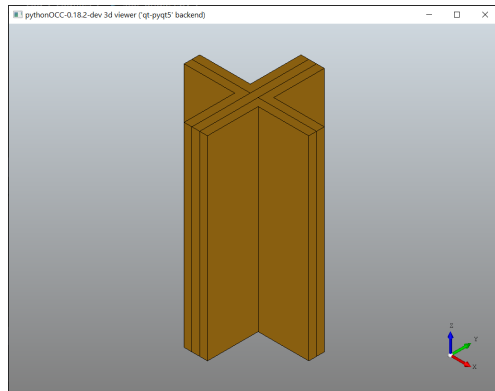 pythonOCC-0.18.2-dev 3d viewer ('qt-pyqt5' backend)
Z
Y
X